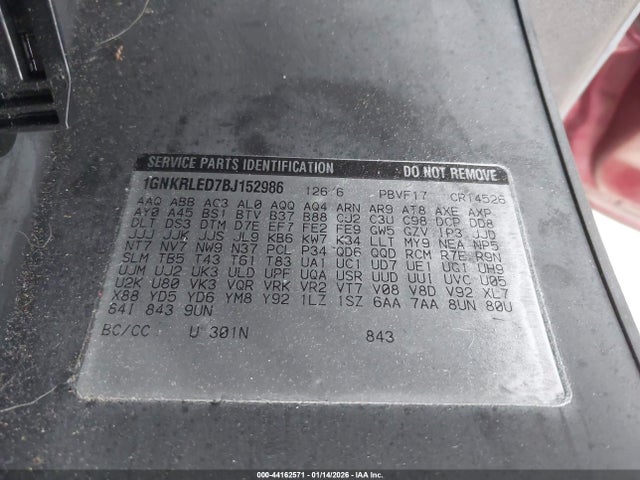 SERVICE PARTS IDENTIFICATION DO NOT REMOVE
1GNKRLED7BJ152986 126"6 PBVF17 CR14526
AAQ ABB AC3 AL0 AQQ AQ4 ARN AR9 AT8 AXE AXP
AY0 A45 BS1 BTV B37 B88 CJ2 C3U C98 DCP DD8
DLT DS3 DTM D7E EF7 FE2 FE9 GW5 GZV IP3 JJD
JJU JJK JJS JL9 KB6 KW7 K34 LLT MY9 NEA NP5
NT7 NV7 NW9 N37 PCL P34 QD6 QQD RCM R7E R9N
SLM TB5 T43 T61 T83 UA1 UC1 UD7 UE1 UG1 UH9
UJM UJ2 UK3 ULD UPF UQA USR UUD UUI UVC U05
U2K U80 VK3 VQR VRK VR2 VT7 V08 V8D V92 XL7
X88 YD5 YD6 YM8 Y92 1LZ 1SZ 6AA 7AA 8UN 80U
84I 843 9UN
BC/CC U 301N 843
000-44162571 - 01/14/2026 - IAA Inc.